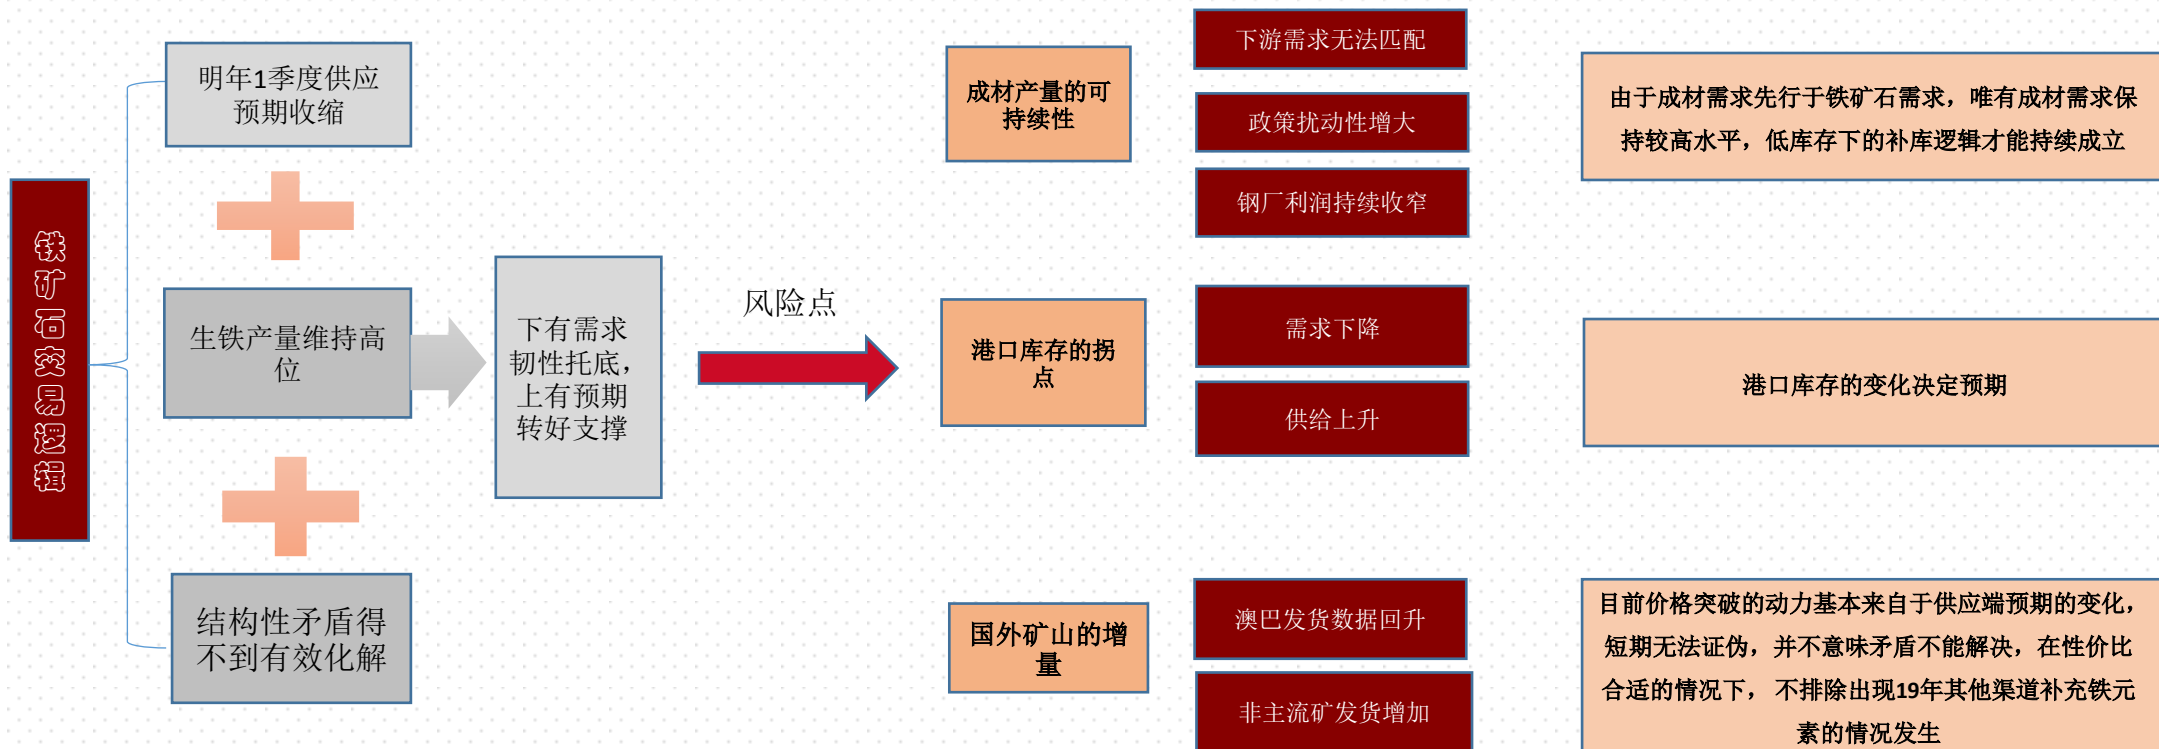 铁矿石交易逻辑
明年1季度供应
预期收缩
生铁产量维持高
位
结构性矛盾得
不到有效化解
下有需求
韧性托底，
上有预期
转好支撑
风险点
成材产量的可
持续性
下游需求无法匹配
政策扰动性增大
钢厂利润持续收窄
由于成材需求先行于铁矿石需求，唯有成材需求保
持较高水平，低库存下的补库逻辑才能持续成立
港口库存的拐
点
需求下降
供给上升
港口库存的变化决定预期
国外矿山的增
量
澳巴发货数据回升
非主流矿发货增加
目前价格突破的动力基本来自于供应端预期的变化，
短期无法证伪，并不意味矛盾不能解决，在性价比
合适的情况下， 不排除出现19年其他渠道补充铁元
素的情况发生